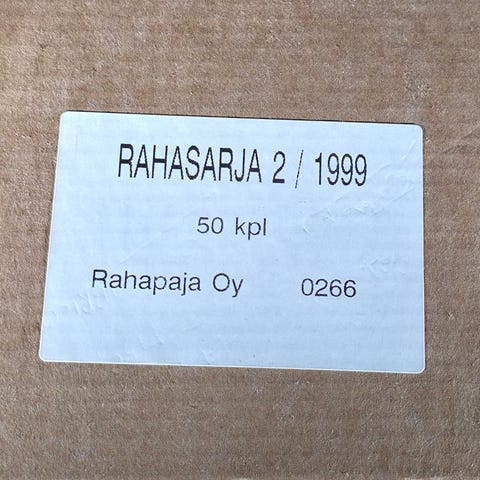 RAHASARJA 2 / 1999
50 kpl
Rahapaja Oy 0266